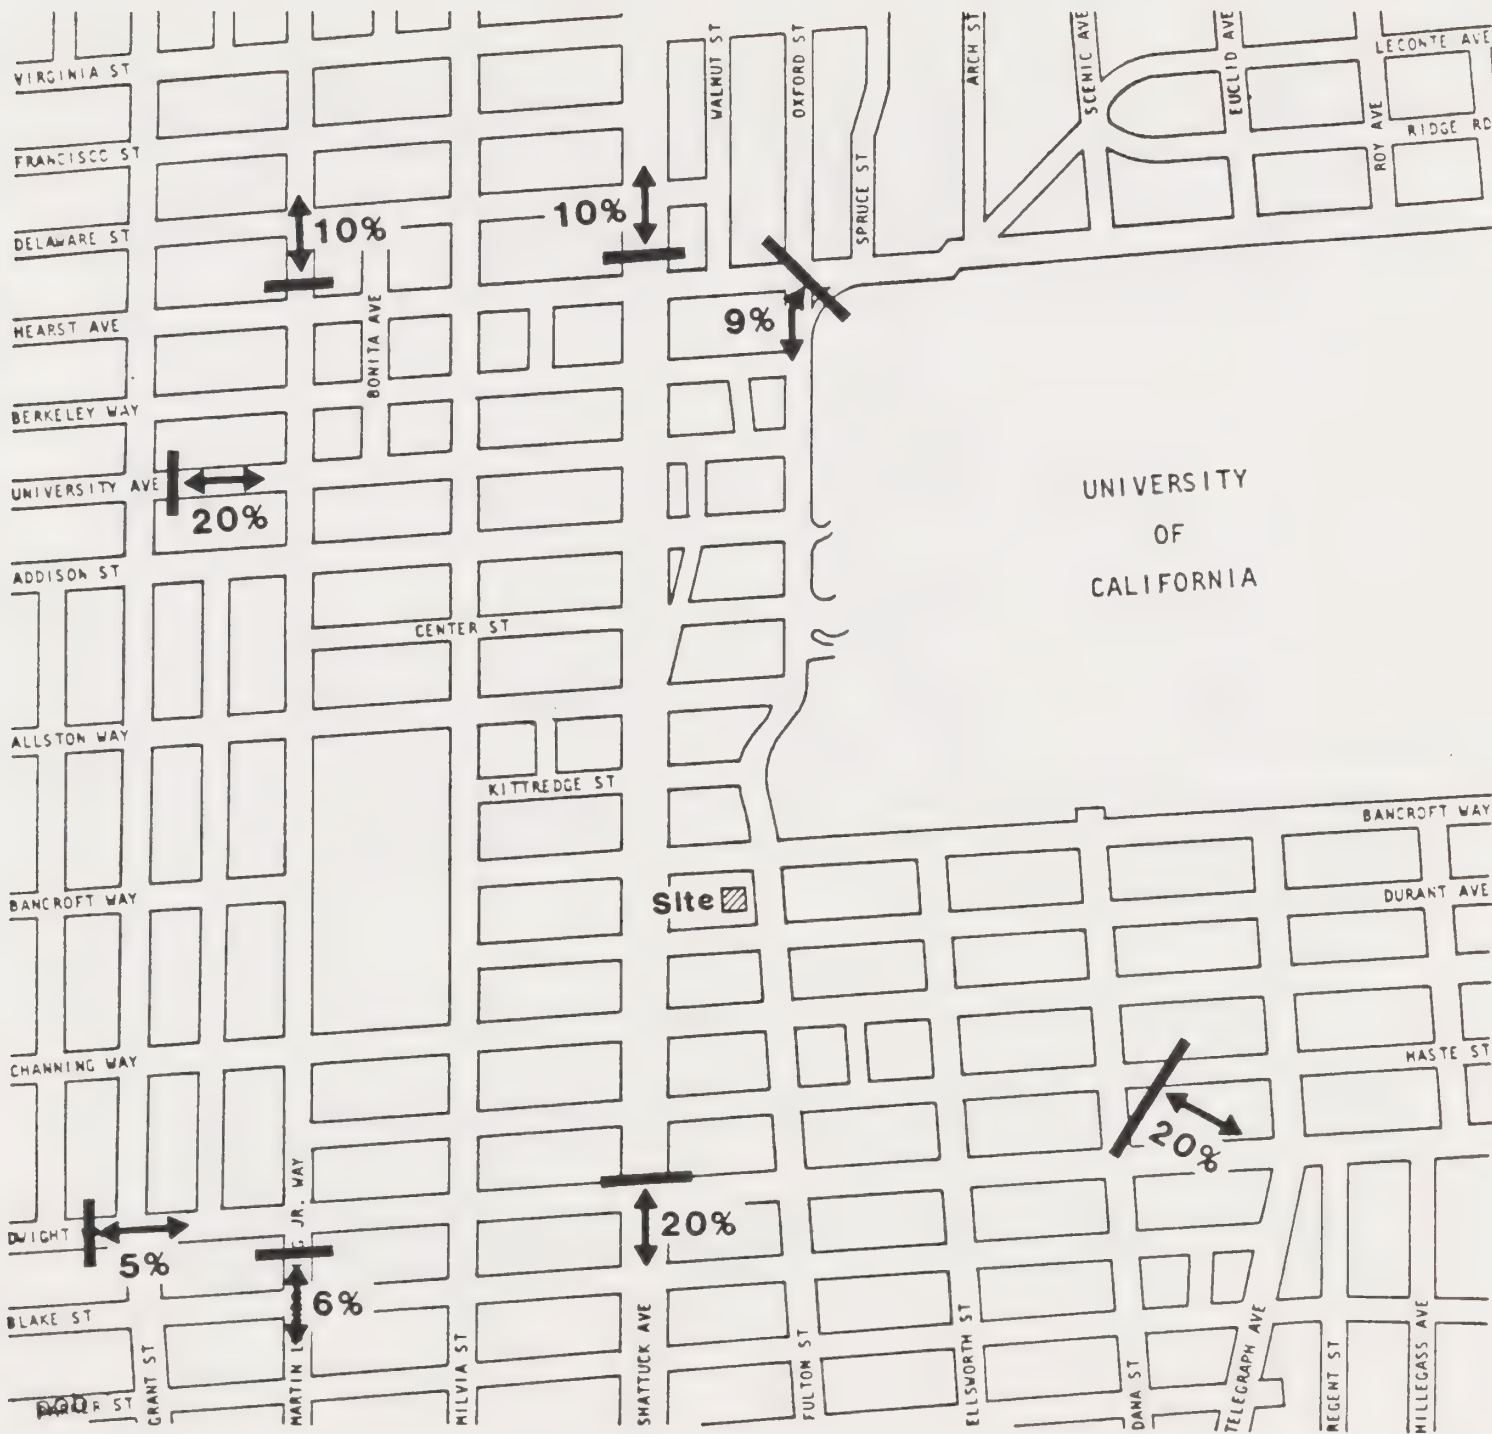 VIRGINIA ST
FRANCISCO ST
DELAWARE ST
HEARST AVE
BERKELEY WAY
UNIVERSITY AVE
ADDISON ST
ALLSTON WAY
BANCROFT WAY
CHANNING WAY
DWIGHT
BLAKE ST
ST
GRANT ST
MARTIN L
JR. WAY
MILVIA ST
SHATTUCK AVE
FULTON ST
ELLSWORTH ST
DANA ST
TELEGRAPH AVE
REGENT ST
HILLEGASS AVE
BONITA AVE
CENTER ST
KITTREDGE ST
WALNUT ST
OXFORD ST
SPRUCE ST
ARCH ST
SCENIC AVE
EUCLID AVE
ROY AVE
LECONTE AVE
RIDGE RD
UNIVERSITY
OF
CALIFORNIA
BANCROFT WAY
DURANT AVE
HASTE ST
Site
10%
10%
9%
20%
20%
20%
5%
6%